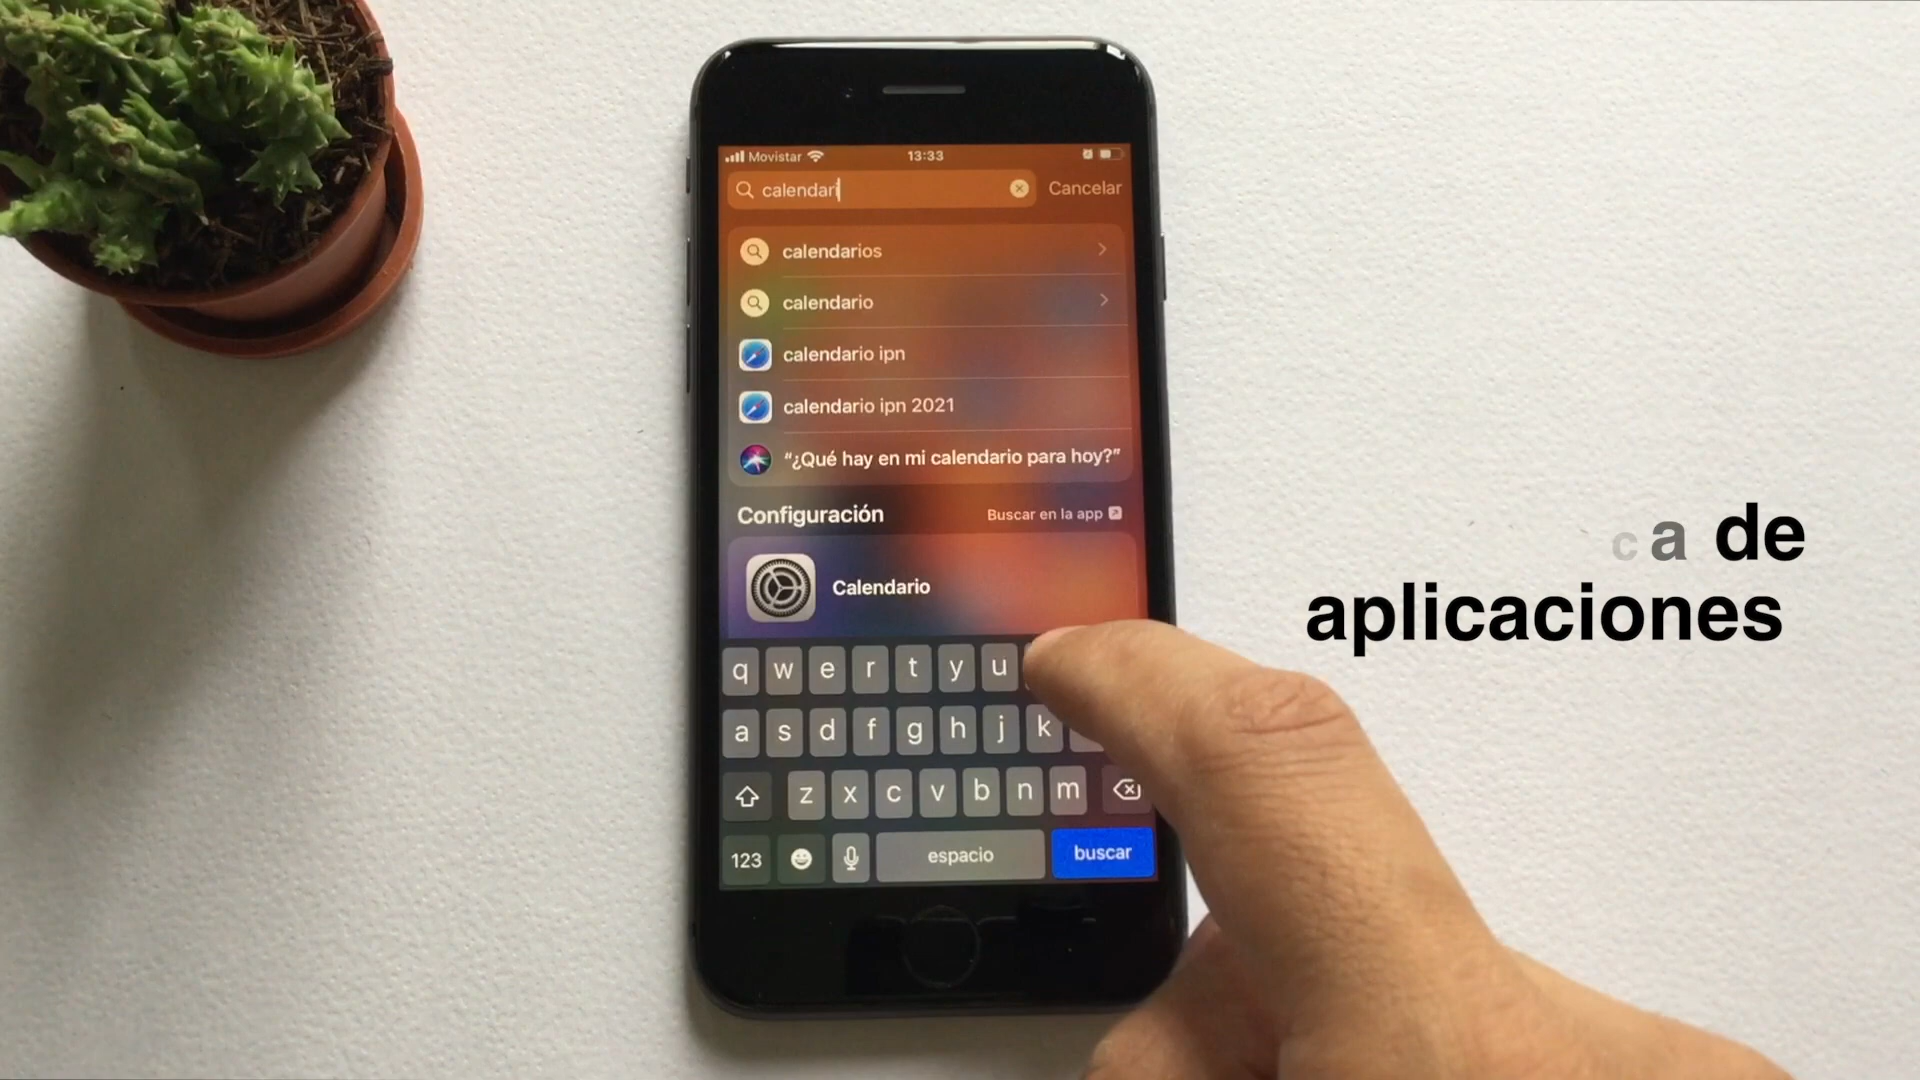 Movistar
13:33
calendari
Cancelar
calendarios
calendario
calendario ipn
calendario ipn 2021
“¿Qué hay en mi calendario para hoy?”
Configuración
Buscar en la app
Calendario
q w e r t y u
a s d f g h j k
z x c v b n m
123
espacio
buscar
ca de
aplicaciones